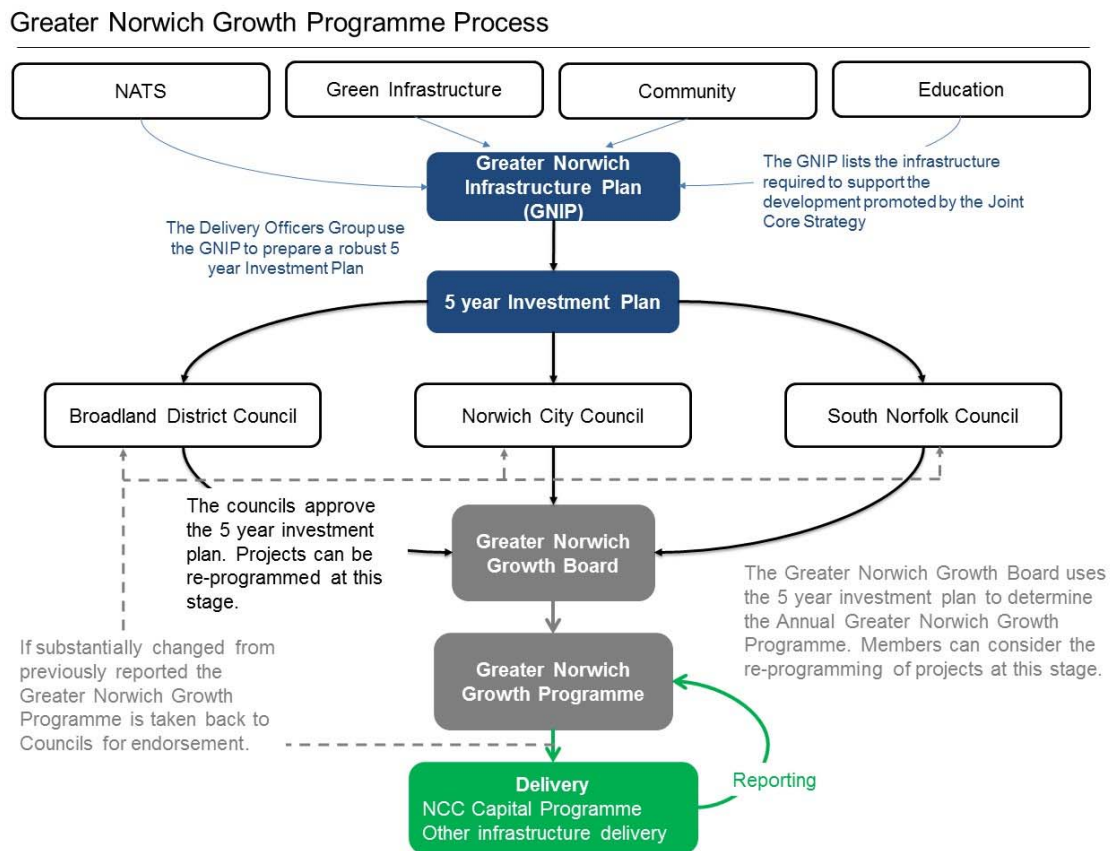 Greater Norwich Growth Programme Process
NATS
Green Infrastructure
Community
Education
Greater Norwich
Infrastructure Plan
(GNIP)
The GNIP lists the infrastructure
required to support the
development promoted by the Joint
Core Strategy
The Delivery Officers Group use
the GNIP to prepare a robust 5
year Investment Plan
5 year Investment Plan
Broadland District Council
Norwich City Council
South Norfolk Council
The councils approve
the 5 year investment
plan. Projects can be
re-programmed at this
stage.
Greater Norwich
Growth Board
The Greater Norwich Growth Board uses
the 5 year investment plan to determine
the Annual Greater Norwich Growth
Programme. Members can consider the
re-programming of projects at this stage.
If substantially changed from
previously reported the
Greater Norwich Growth
Programme is taken back to
Councils for endorsement.
Greater Norwich
Growth Programme
Reporting
Delivery
NCC Capital Programme
Other infrastructure delivery